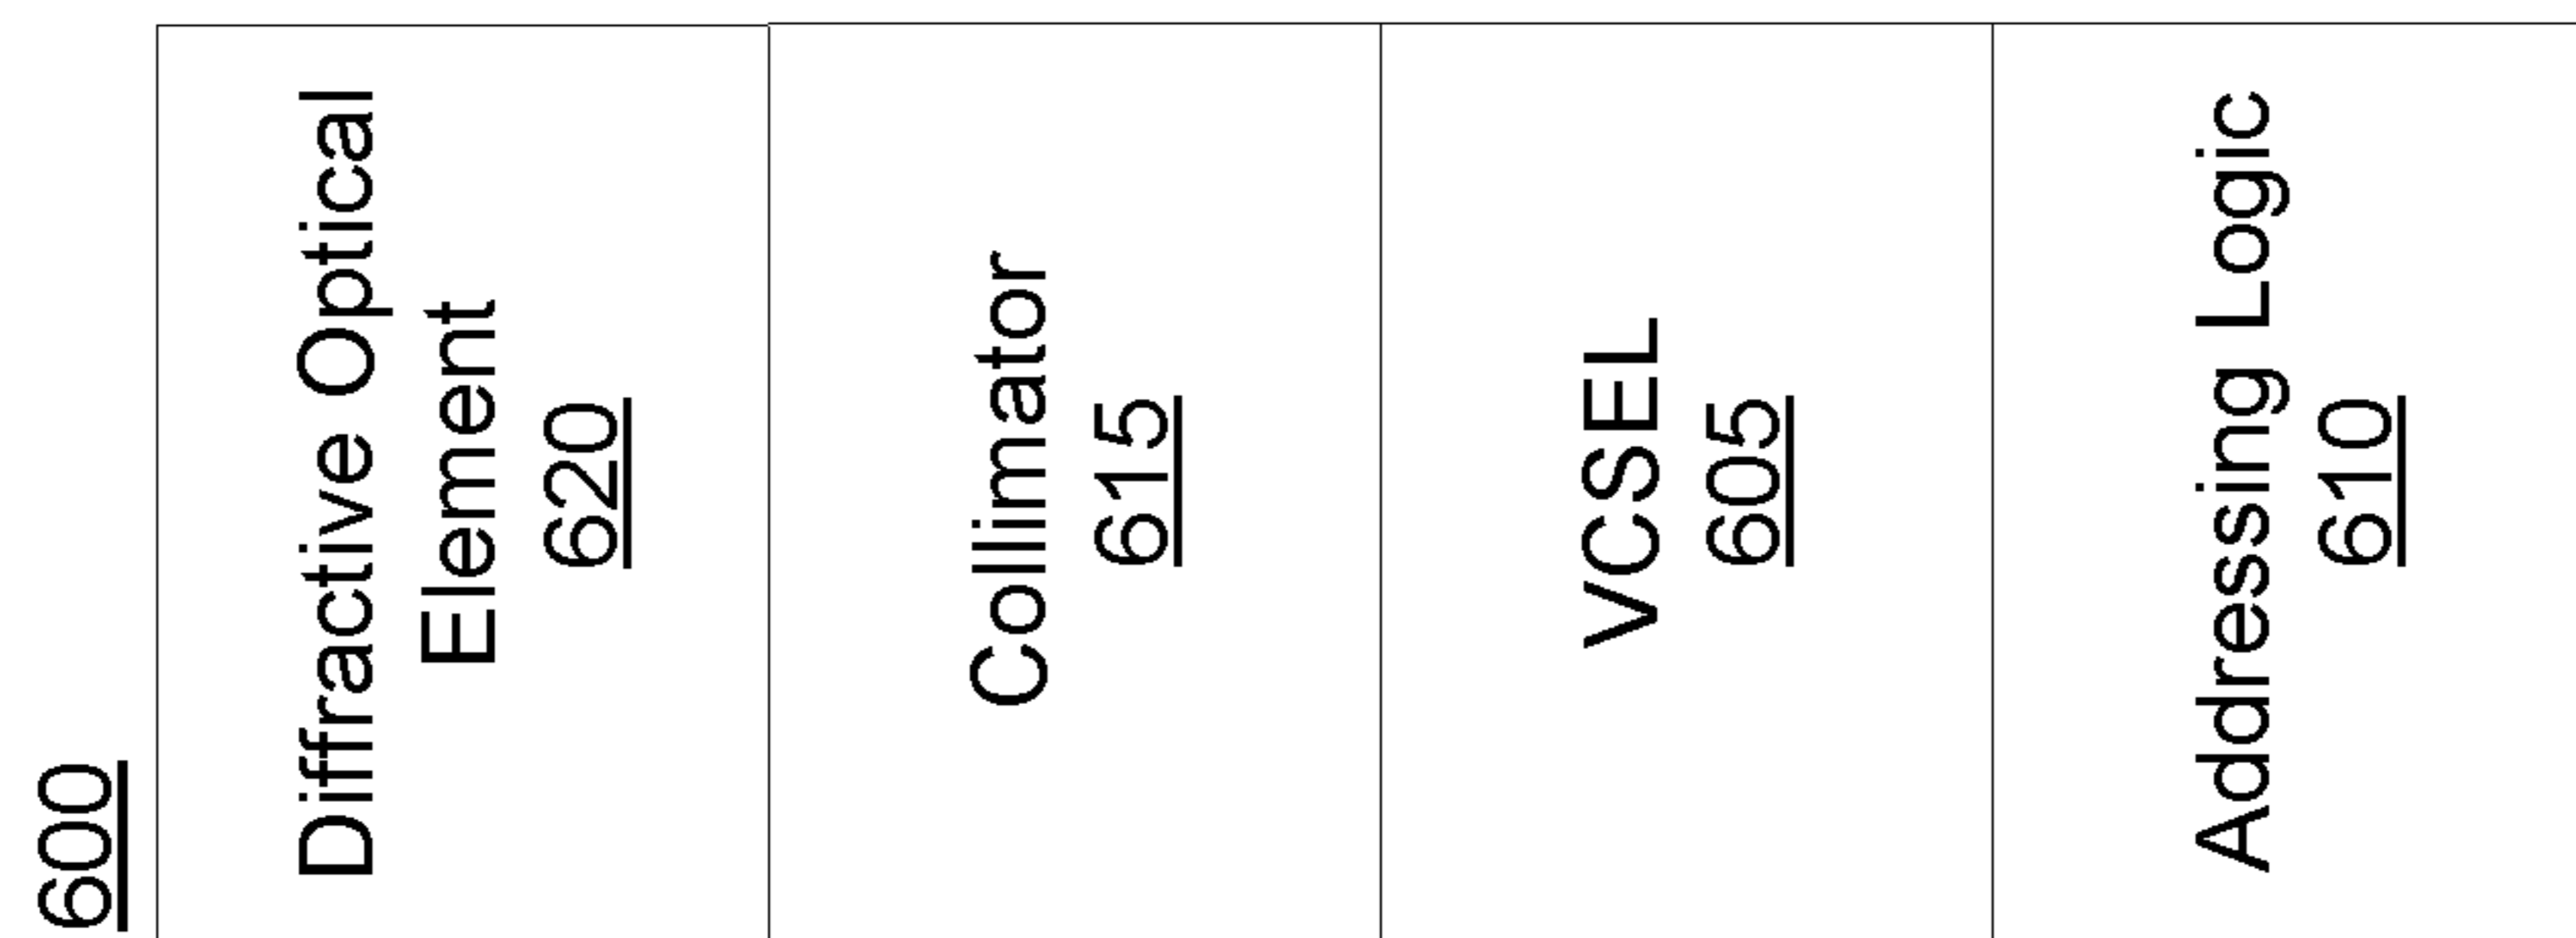 600
Diffractive Optical
Element
620
Collimator
615
VCSEL
605
Addressing Logic
610